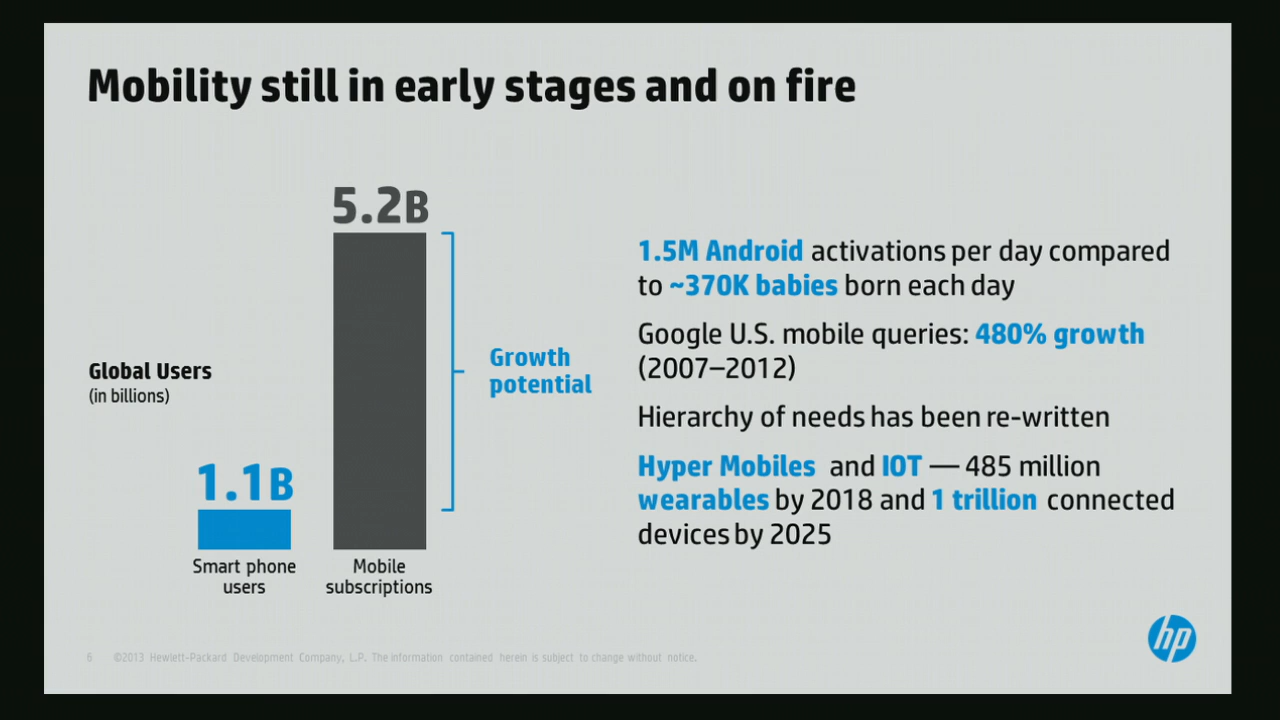 Mobility still in early stages and on fire
5.2B
Global Users
(in billions)
Growth
potential
1.1B
Smart phone
users
Mobile
subscriptions
1.5M Android activations per day compared
to ~370K babies born each day
Google U.S. mobile queries: 480% growth
(2007–2012)
Hierarchy of needs has been re-written
Hyper Mobiles and IOT — 485 million
wearables by 2018 and 1 trillion connected
devices by 2025
6 ©2013 Hewlett-Packard Development Company, L.P. The information contained herein is subject to change without notice.
hp